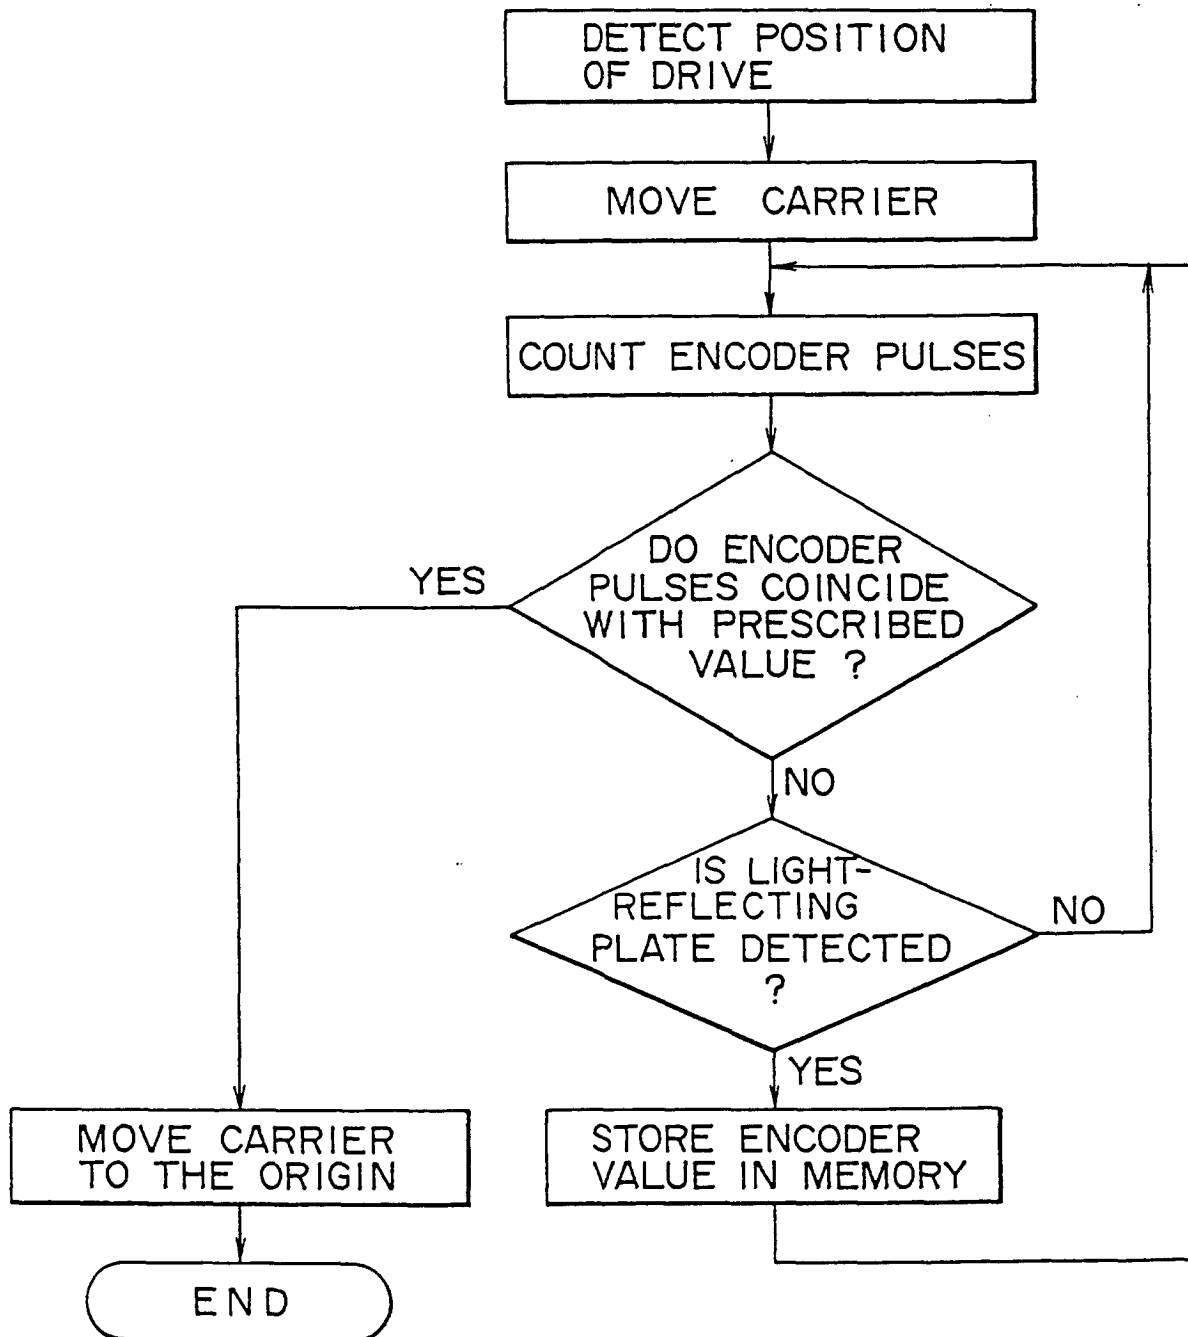 DETECT POSITION
OF DRIVE
MOVE CARRIER
COUNT ENCODER PULSES
DO ENCODER
PULSES COINCIDE
WITH PRESCRIBED
VALUE ?
YES
NO
IS LIGHT-
REFLECTING
PLATE DETECTED
?
NO
YES
MOVE CARRIER
TO THE ORIGIN
STORE ENCODER
VALUE IN MEMORY
END